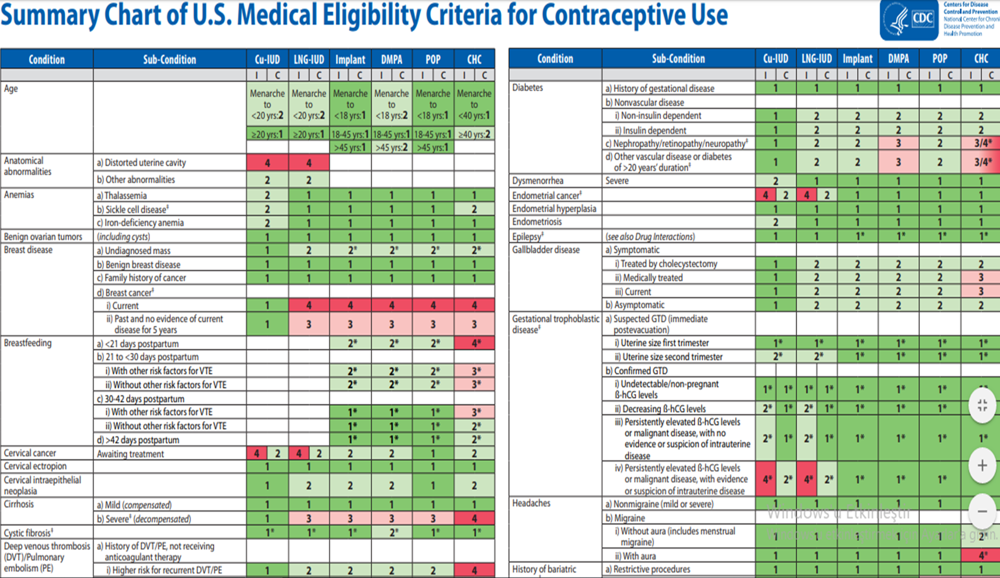 Summary Chart of U.S. Medical Eligibility Criteria for Contraceptive Use
CDC
Centers for Disease
Control and Prevention
National Center for Chroni
Disease Prevention and
Health Promotion
Condition Sub-Condition Cu-IUD LNG-IUD Implant DMPA POP CHC
I C I C I C I C I C I C
Age Menarche Menarche Menarche Menarche Menarche Menarche
to to to to to to
<20 yrs:2 <20 yrs:2 <18 yrs:1 <18 yrs:2 <18 yrs:1 <40 yrs:1
≥20 yrs:1 ≥20 yrs:1 18-45 yrs:1 18-45 yrs:1 18-45 yrs:1 ≥40 yrs:2
>45 yrs:1 >45 yrs:2 >45 yrs:1
Anatomical
abnormalities
a) Distorted uterine cavity 4 4
b) Other abnormalities 2 2
Anemias a) Thalassemia 2 1 1 1 1 1
b) Sickle cell disease‡ 2 1 1 1 1 2
c) Iron-deficiency anemia 2 1 1 1 1 1
Benign ovarian tumors (including cysts) 1 1 1 1 1 1
Breast disease a) Undiagnosed mass 1 2 2* 2* 2* 2*
b) Benign breast disease 1 1 1 1 1 1
c) Family history of cancer 1 1 1 1 1 1
d) Breast cancer‡
i) Current 1 4 4 4 4 4
ii) Past and no evidence of current
disease for 5 years 1 3 3 3 3 3
Breastfeeding a) <21 days postpartum 2* 2* 2* 4*
b) 21 to <30 days postpartum
i) With other risk factors for VTE 2* 2* 2* 3*
ii) Without other risk factors for VTE 2* 2* 2* 3*
c) 30-42 days postpartum
i) With other risk factors for VTE 1* 1* 1* 3*
ii) Without other risk factors for VTE 1* 1* 1* 2*
d) >42 days postpartum 1* 1* 1* 2*
Cervical cancer Awaiting treatment 4 2 4 2 2 2 1 2
Cervical ectropion 1 1 1 1 1 1
Cervical intraepithelial
neoplasia 1 2 2 2 1 2
Cirrhosis a) Mild (compensated) 1 1 1 1 1 1
b) Severe‡ (decompensated) 1 3 3 3 3 4
Cystic fibrosis‡ 1* 1* 1* 2* 1* 1*
Deep venous thrombosis
(DVT)/Pulmonary
embolism (PE)
a) History of DVT/PE, not receiving
anticoagulant therapy
i) Higher risk for recurrent DVT/PE 1 2 2 2 2 4
Condition Sub-Condition Cu-IUD LNG-IUD Implant DMPA POP CHC
I C I C I C I C I C I C
Diabetes a) History of gestational disease 1 1 1 1 1 1
b) Nonvascular disease
i) Non-insulin dependent 1 2 2 2 2 2
ii) Insulin dependent 1 2 2 2 2 2
c) Nephropathy/retinopathy/neuropathy‡ 1 2 2 3 2 3/4*
d) Other vascular disease or diabetes
of >20 years' duration‡ 1 2 2 3 2 3/4*
Dysmenorrhea Severe 2 1 1 1 1 1
Endometrial cancer‡ 4 2 4 2 1 1 1 1
Endometrial hyperplasia 1 1 1 1 1 1
Endometriosis 2 1 1 1 1 1
Epilepsy‡ (see also Drug Interactions) 1 1 1* 1* 1* 1*
Gallbladder disease a) Symptomatic
i) Treated by cholecystectomy 1 2 2 2 2 2
ii) Medically treated 1 2 2 2 2 3
iii) Current 1 2 2 2 2 3
b) Asymptomatic 1 2 2 2 2 2
Gestational trophoblastic
disease‡
a) Suspected GTD (immediate
postevacuation)
i) Uterine size first trimester 1* 1* 1* 1* 1* 1*
ii) Uterine size second trimester 2* 2* 1* 1* 1* 1*
b) Confirmed GTD
i) Undetectable/non-pregnant
ß-hCG levels 1* 1* 1* 1* 1* 1* 1*
ii) Decreasing ß-hCG levels 2* 1* 2* 1* 1* 1* 1*
iii) Persistently elevated ß-hCG levels
or malignant disease, with no
evidence or suspicion of intrauterine
disease 2* 1* 2* 1* 1* 1* 1* 1*
iv) Persistently elevated ß-hCG levels
or malignant disease, with evidence
or suspicion of intrauterine disease 4* 2* 4* 2* 1* 1* 1*
Headaches a) Nonmigraine (mild or severe) 1 1 1 1 1
b) Migraine
i) Without aura (includes menstrual
migraine) 1 1 1 1 1 2*
ii) With aura 1 1 1 1 1 4*
History of bariatric a) Restrictive procedures 1 1 1 1 1 1
Windows'u Etkinleştir